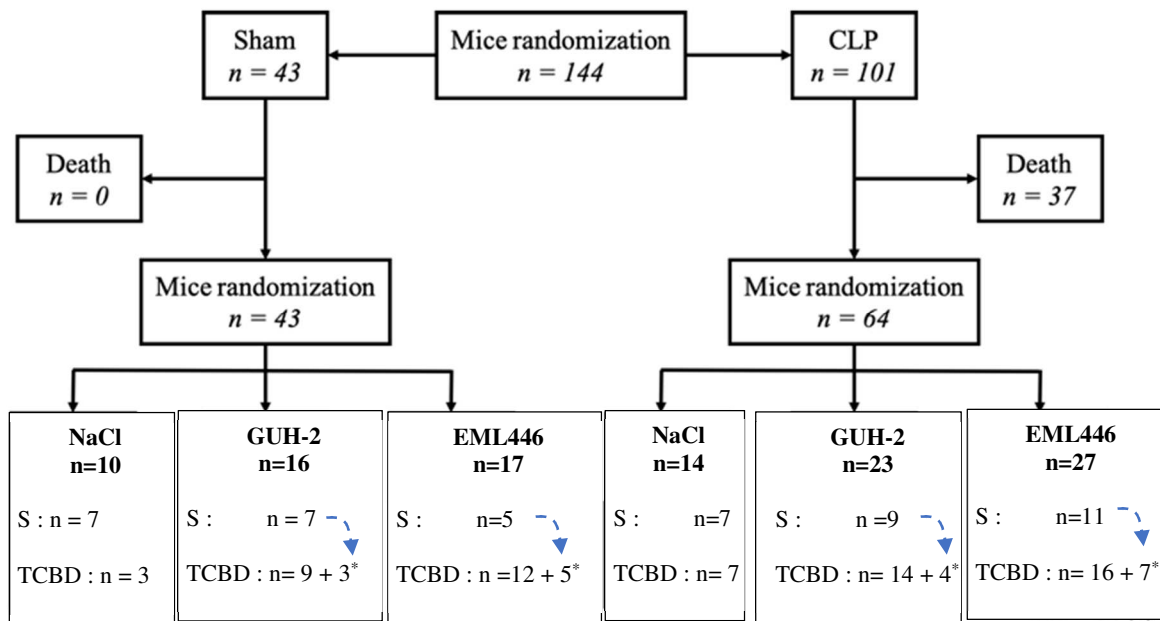 Sham
n = 43
Mice randomization
n = 144
CLP
n = 101
Death
n = 0
Death
n = 37
Mice randomization
n = 43
Mice randomization
n = 64
NaCl
n=10
S : n = 7
TCBD : n = 3
GUH-2
n=16
S : n = 7
TCBD : n= 9 + 3*
EML446
n=17
S : n=5
TCBD : n =12 + 5*
NaCl
n=14
S : n=7
TCBD : n= 7
GUH-2
n=23
S : n =9
TCBD : n= 14 + 4*
EML446
n=27
S : n=11
TCBD : n= 16 + 7*